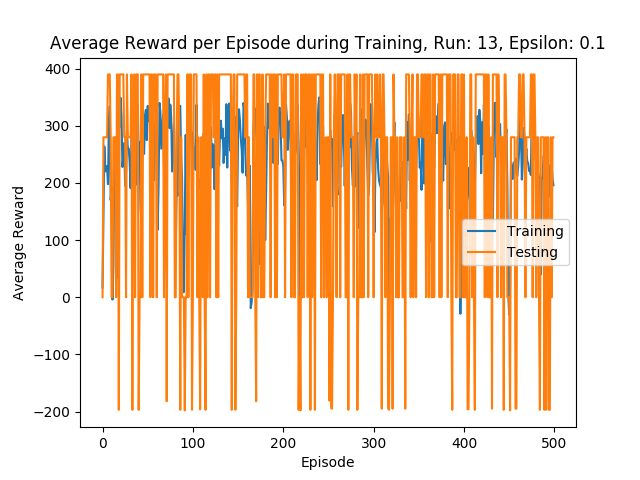 Average Reward per Episode during Training, Run: 13, Epsilon: 0.1
400
300
200
100
0
−100
−200
Average Reward
Training
Testing
0
100
200
300
400
500
Episode